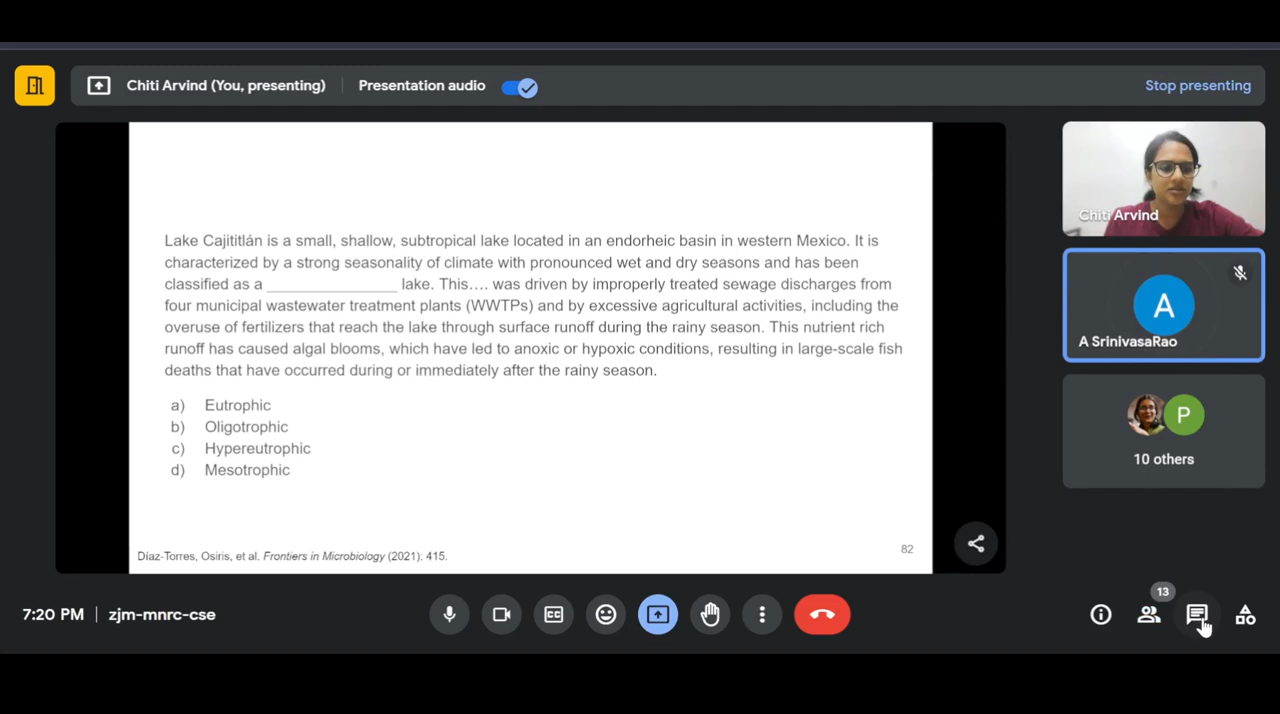 Chiti Arvind (You, presenting)
Presentation audio
Stop presenting
Lake Cajititlán is a small, shallow, subtropical lake located in an endorheic basin in western Mexico. It is
characterized by a strong seasonality of climate with pronounced wet and dry seasons and has been
classified as a _________________ lake. This…. was driven by improperly treated sewage discharges from
four municipal wastewater treatment plants (WWTPs) and by excessive agricultural activities, including the
overuse of fertilizers that reach the lake through surface runoff during the rainy season. This nutrient rich
runoff has caused algal blooms, which have led to anoxic or hypoxic conditions, resulting in large-scale fish
deaths that have occurred during or immediately after the rainy season.
a) Eutrophic
b) Oligotrophic
c) Hypereutrophic
d) Mesotrophic
Díaz-Torres, Osiris, et al. Frontiers in Microbiology (2021): 415.
82
Chiti Arvind
A
A SrinivasaRao
P
10 others
7:20 PM | zjm-mnrc-cse
CC
13